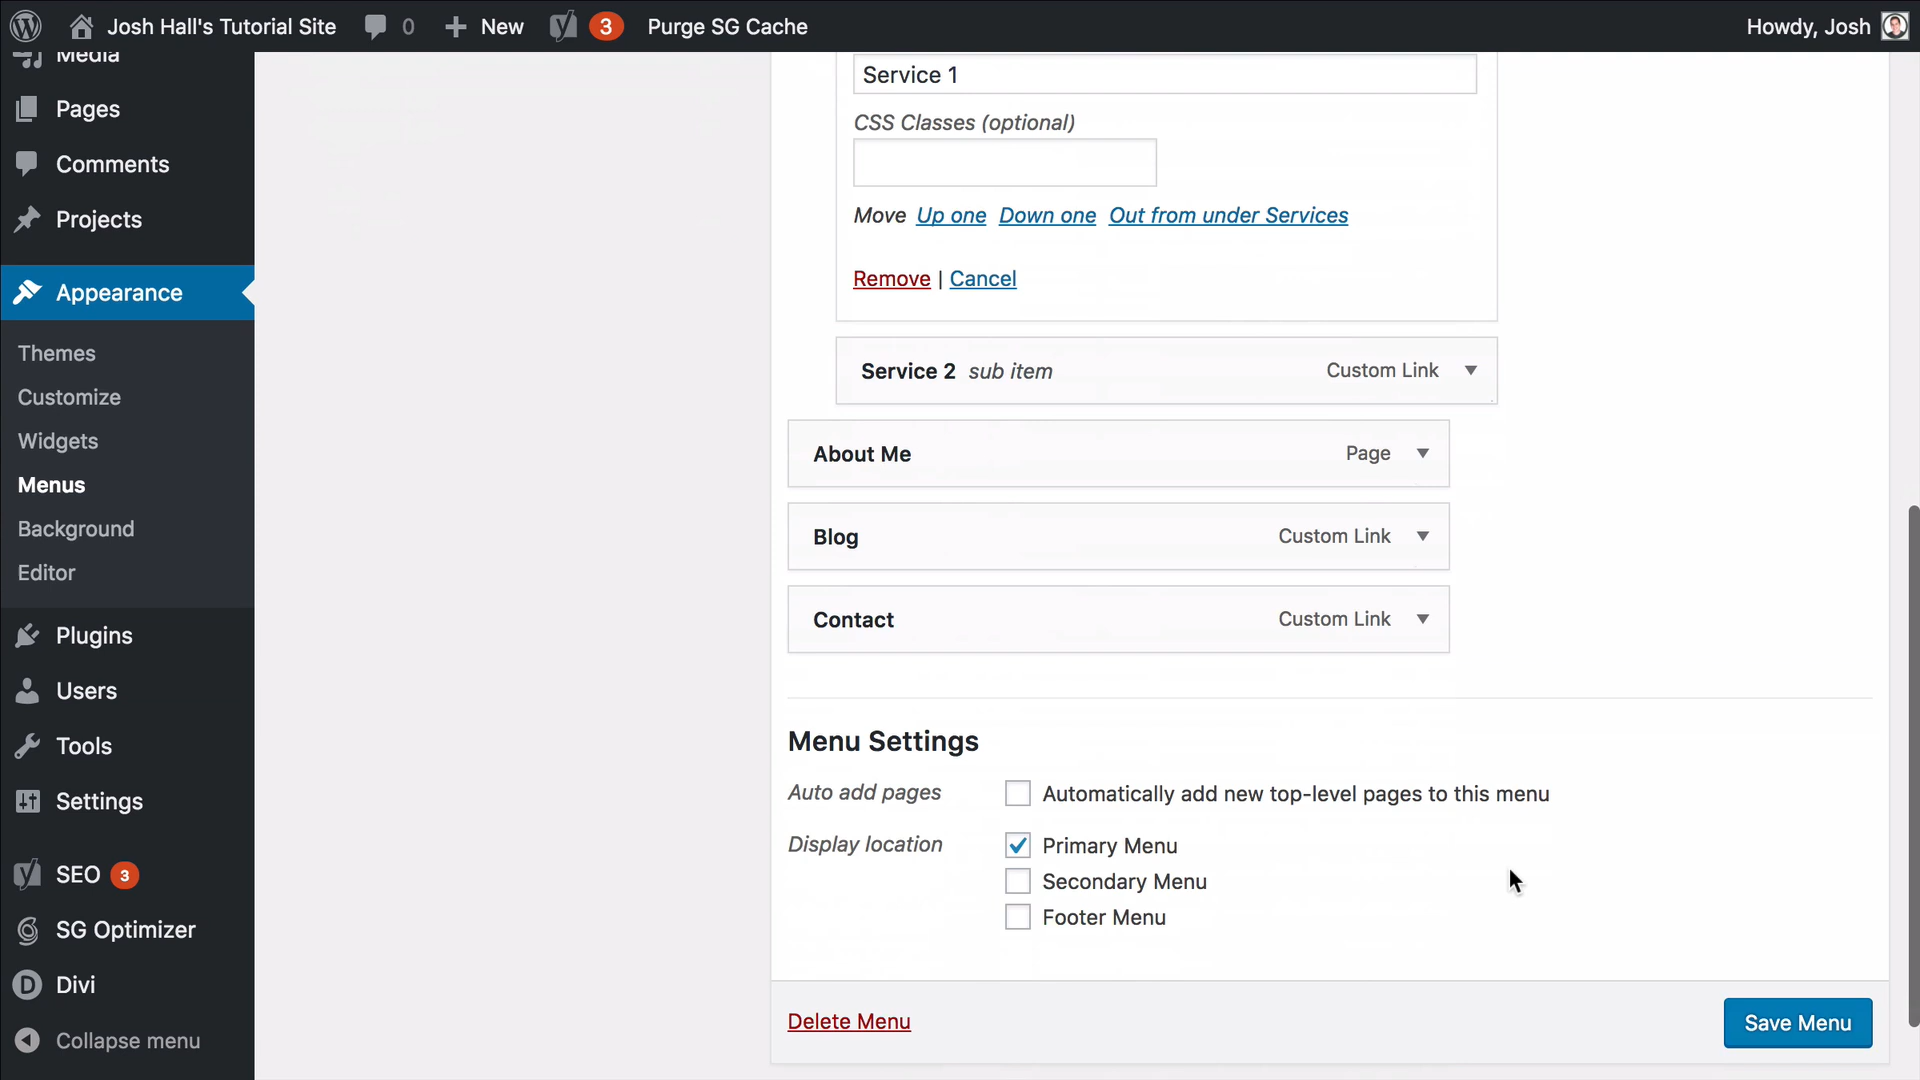 Josh Hall's Tutorial Site 0 New 3 Purge SG Cache Howdy, Josh
Media
Pages
Comments
Projects
Appearance
Themes
Customize
Widgets
Menus
Background
Editor
Plugins
Users
Tools
Settings
SEO 3
SG Optimizer
Divi
Collapse menu
Service 1
CSS Classes (optional)
Move Up one Down one Out from under Services
Remove | Cancel
Service 2 sub item Custom Link
About Me Page
Blog Custom Link
Contact Custom Link
Menu Settings
Auto add pages Automatically add new top-level pages to this menu
Display location Primary Menu
Secondary Menu
Footer Menu
Delete Menu Save Menu